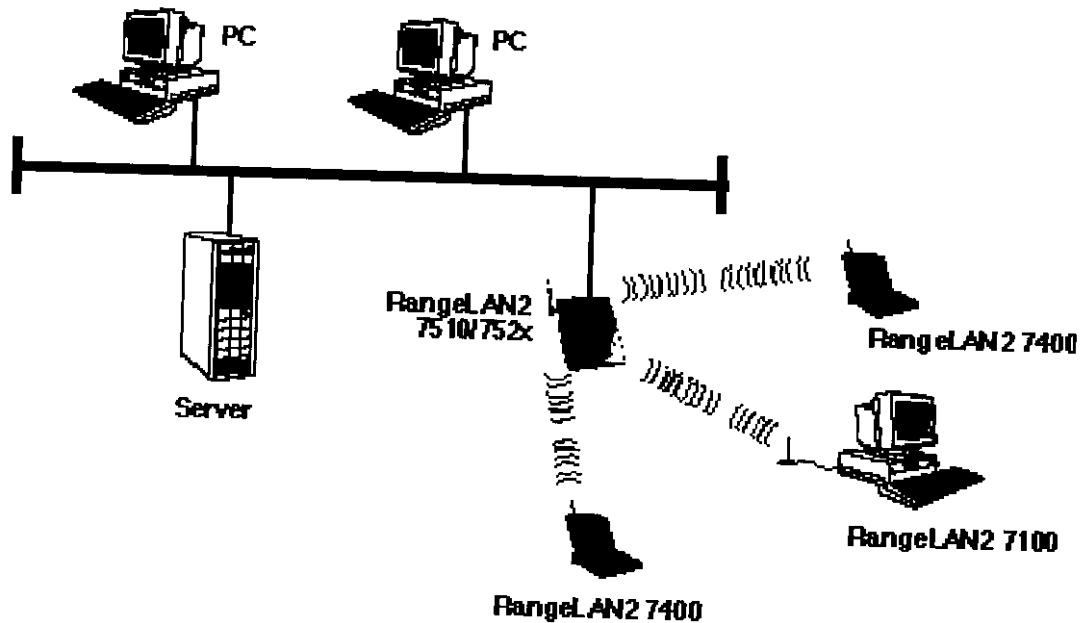 PC
PC
RangeLAN2
7510/752x
RangeLAN2 7400
Server
RangeLAN2 7100
RangeLAN2 7400